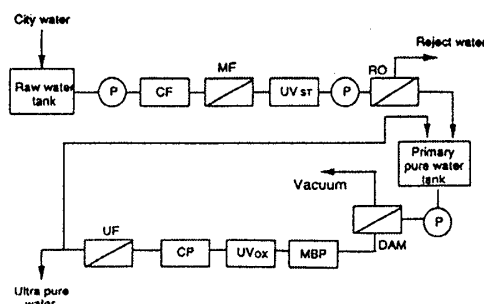 City water
Raw water
tank
P
CF
MF
UV ST
P
RO
Reject water
Primary
pure water
tank
P
DAM
Vacuum
MBP
UVox
CP
UF
Ultra pure
water